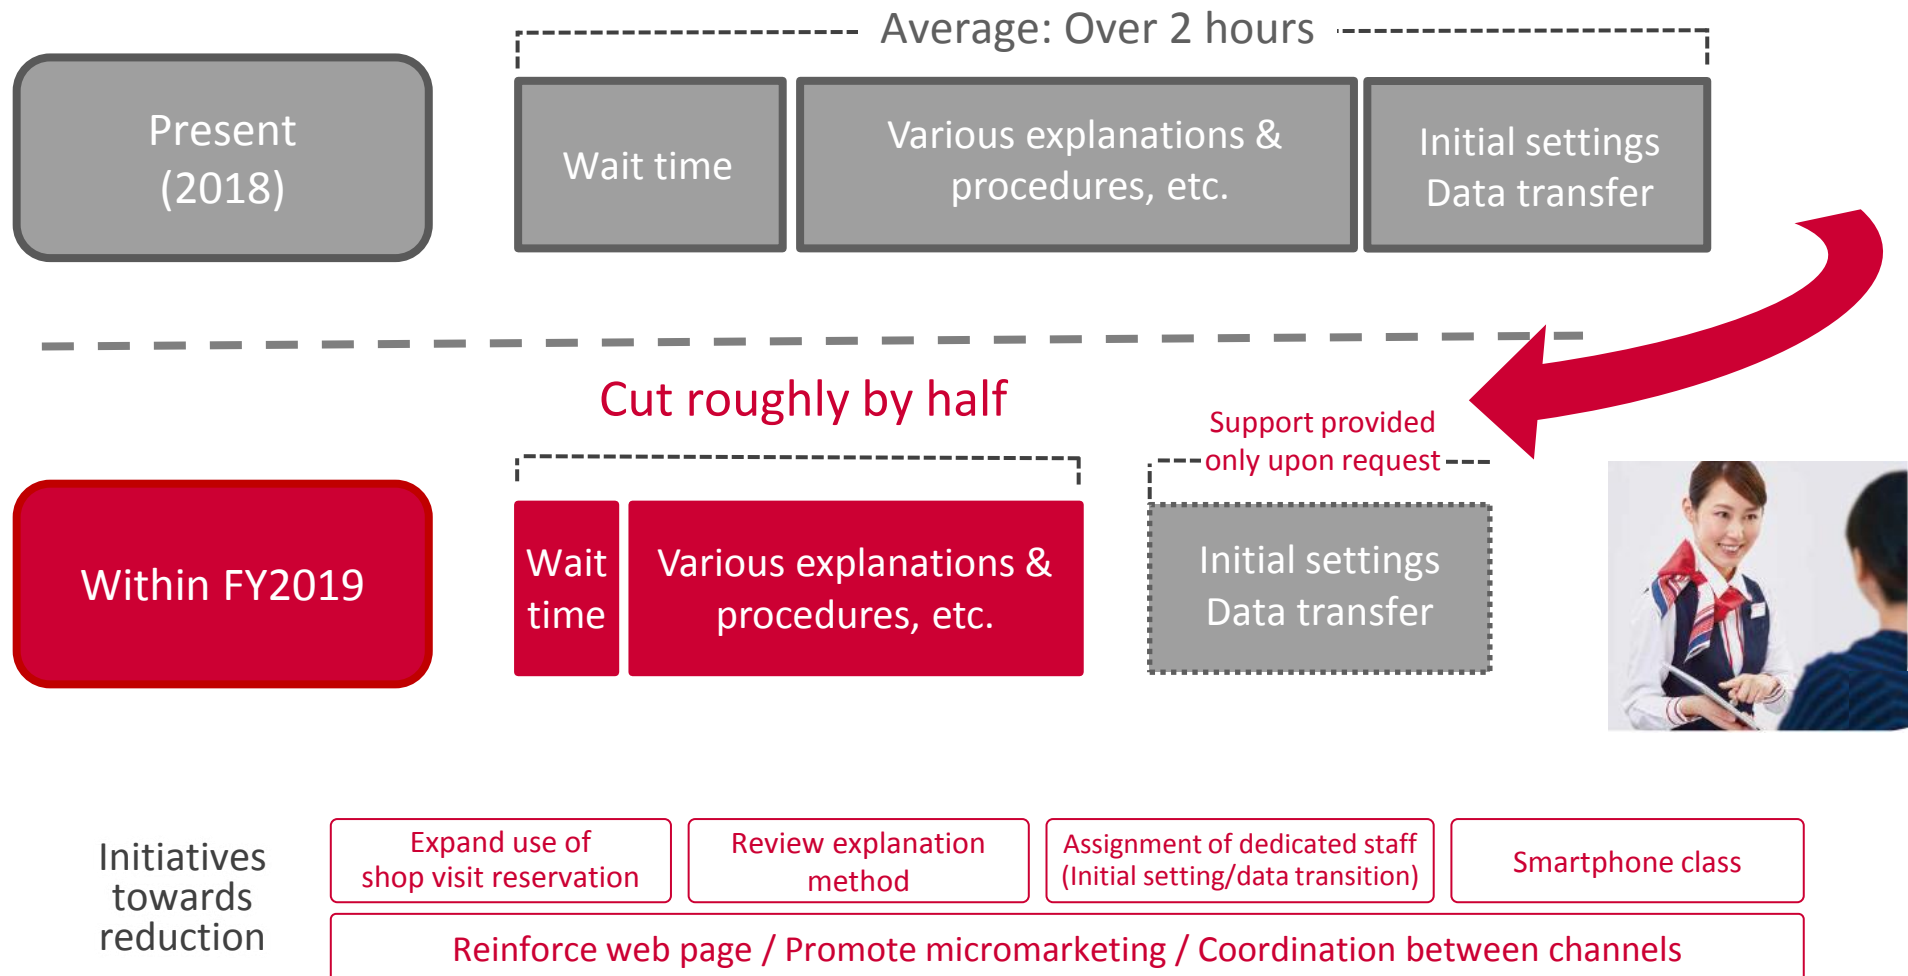 Average: Over 2 hours
Present
(2018)
Wait time
Various explanations &
procedures, etc.
Initial settings
Data transfer
Cut roughly by half
Support provided
only upon request
Within FY2019
Wait
time
Various explanations &
procedures, etc.
Initial settings
Data transfer
Initiatives
towards
reduction
Expand use of
shop visit reservation
Review explanation
method
Assignment of dedicated staff
(Initial setting/data transition)
Smartphone class
Reinforce web page / Promote micromarketing / Coordination between channels